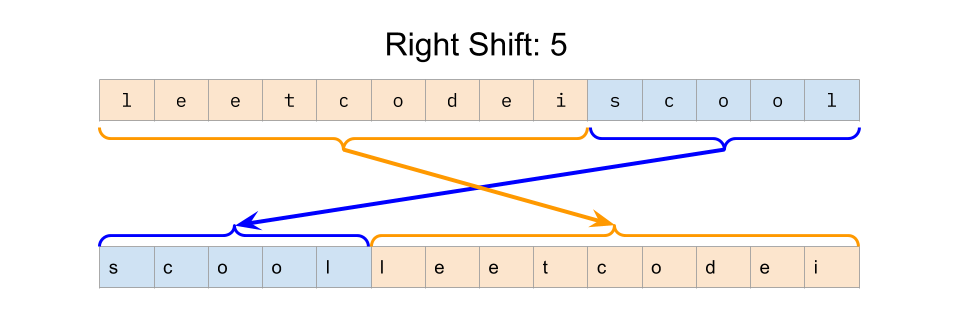 Right Shift: 5
l e e t c o d e i s c o o l
s c o o l l e e t c o d e i